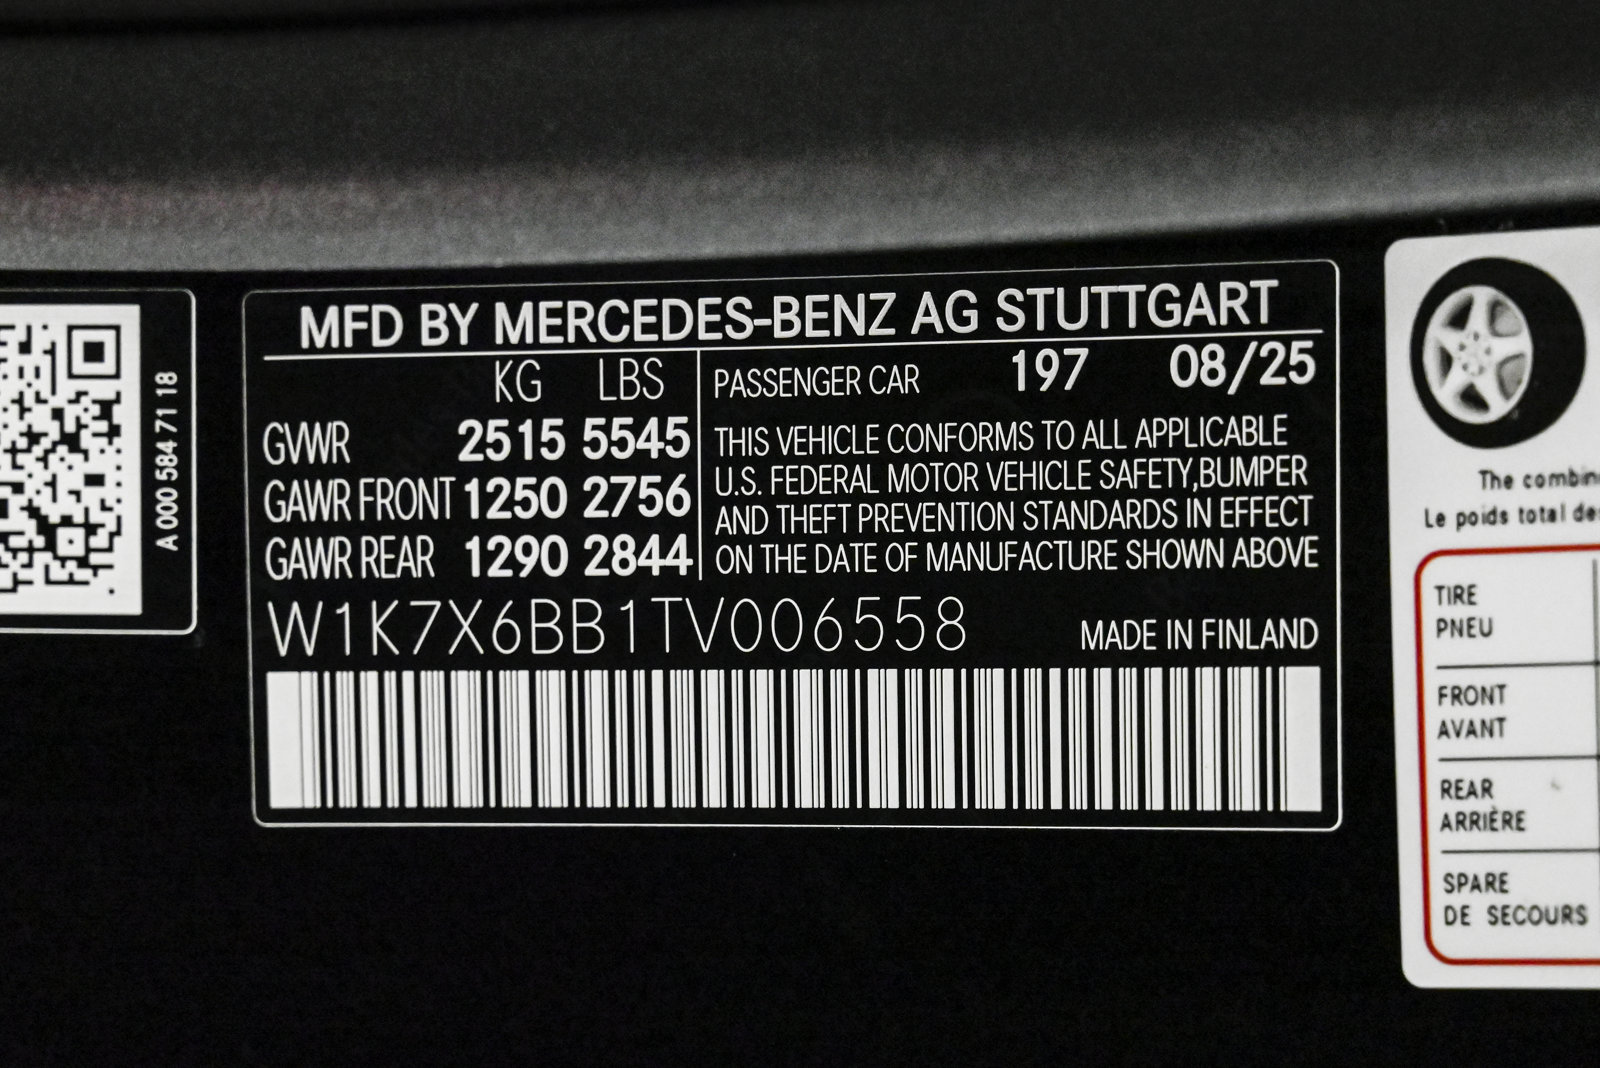 A 000 584 71 18
MFD BY MERCEDES-BENZ AG STUTTGART
KG LBS
GVWR 2515 5545
GAWR FRONT 1250 2756
GAWR REAR 1290 2844
PASSENGER CAR 197 08/25
THIS VEHICLE CONFORMS TO ALL APPLICABLE
U.S. FEDERAL MOTOR VEHICLE SAFETY,BUMPER
AND THEFT PREVENTION STANDARDS IN EFFECT
ON THE DATE OF MANUFACTURE SHOWN ABOVE
W1K7X6BB1TV006558
MADE IN FINLAND
The
Le poids total
TIRE
PNEU
FRONT
AVANT
REAR
ARRIÈRE
SPARE
DE SECOURS